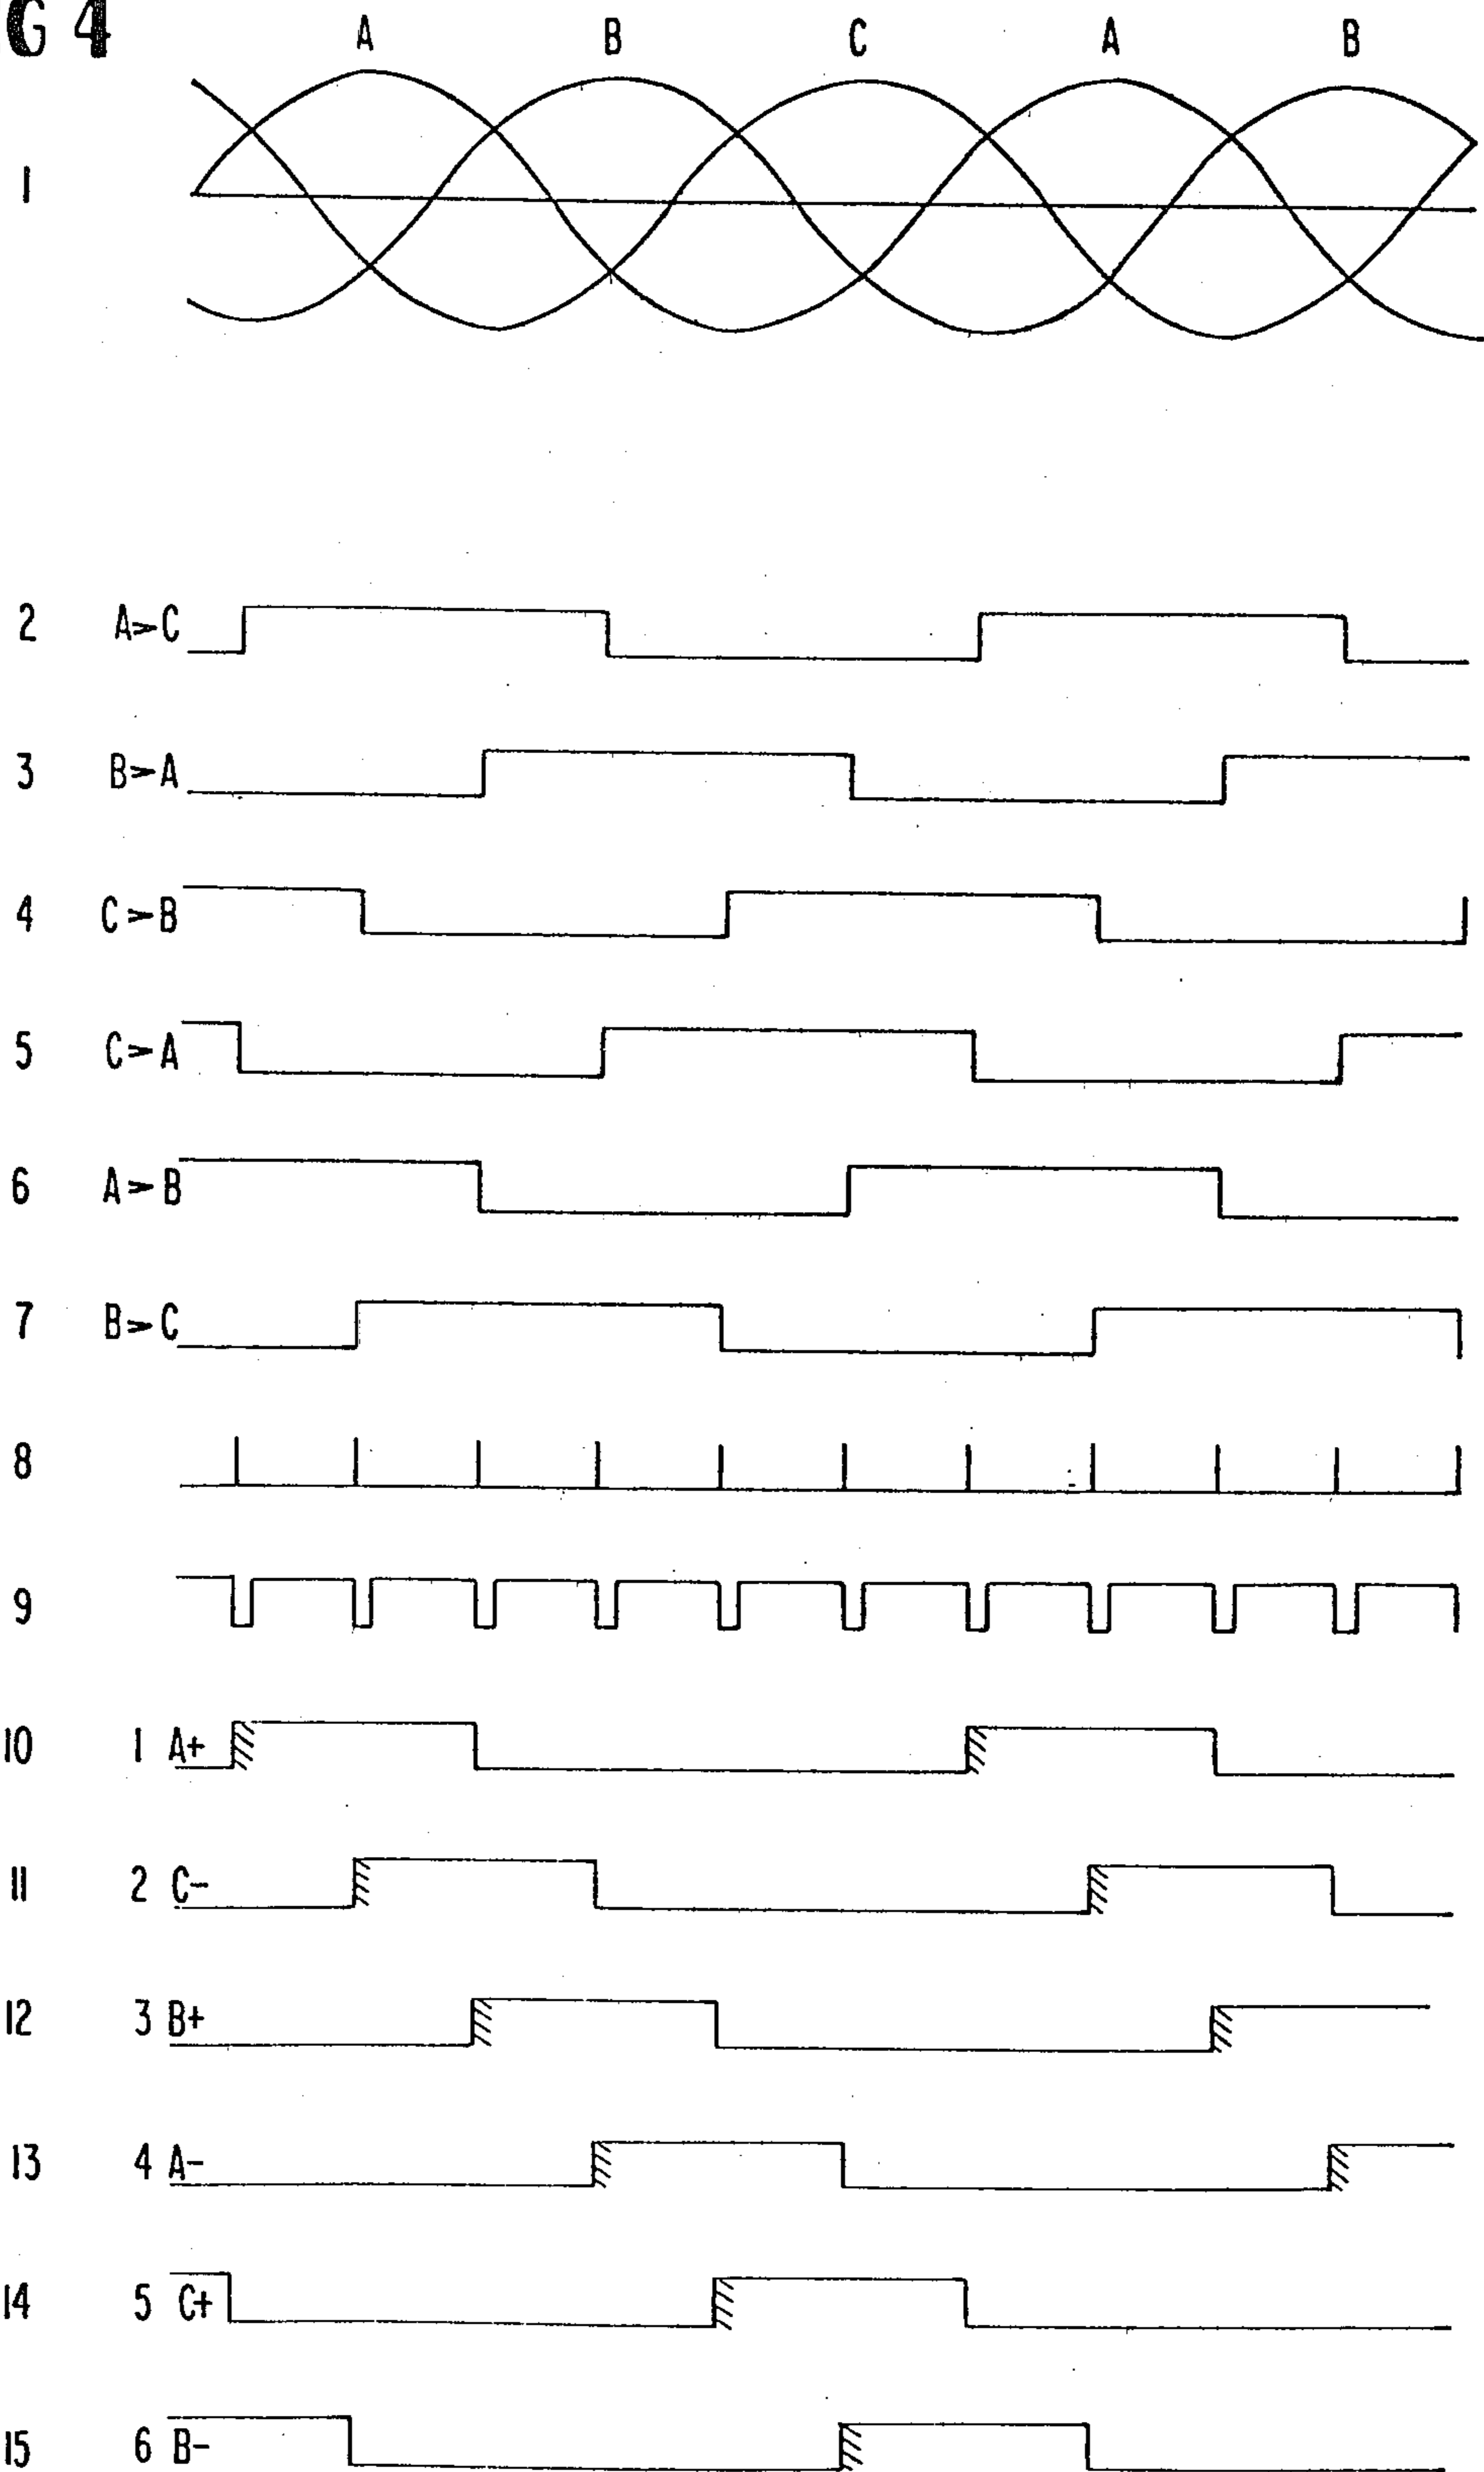 G 4
A B C A B
1
2 A>C
3 B>A
4 C>B
5 C>A
6 A>B
7 B>C
8
9
10 1 A+
11 2 C-
12 3 B+
13 4 A-
14 5 C+
15 6 B-